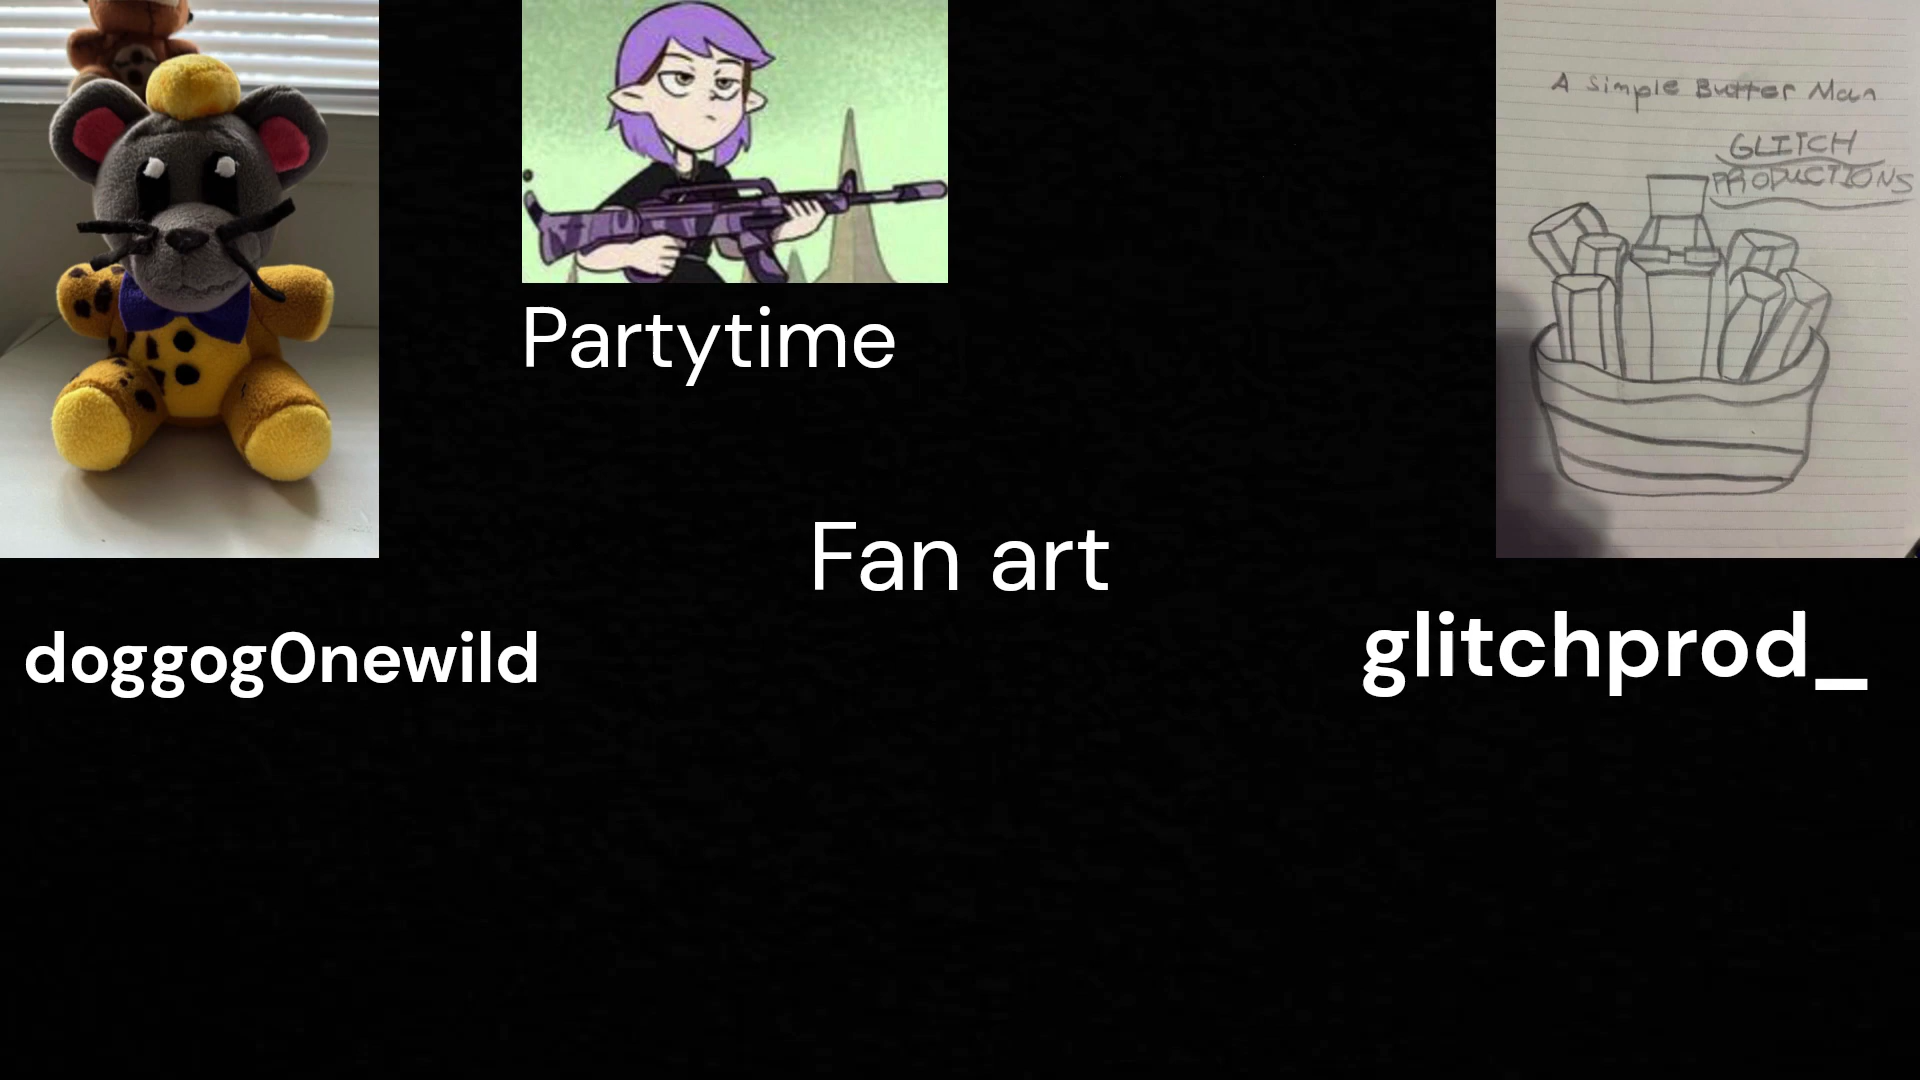 A Simple Butter Man
GLITCH
PRODUCTIONS
Partytime
Fan art
doggog0newild
glitchprod_